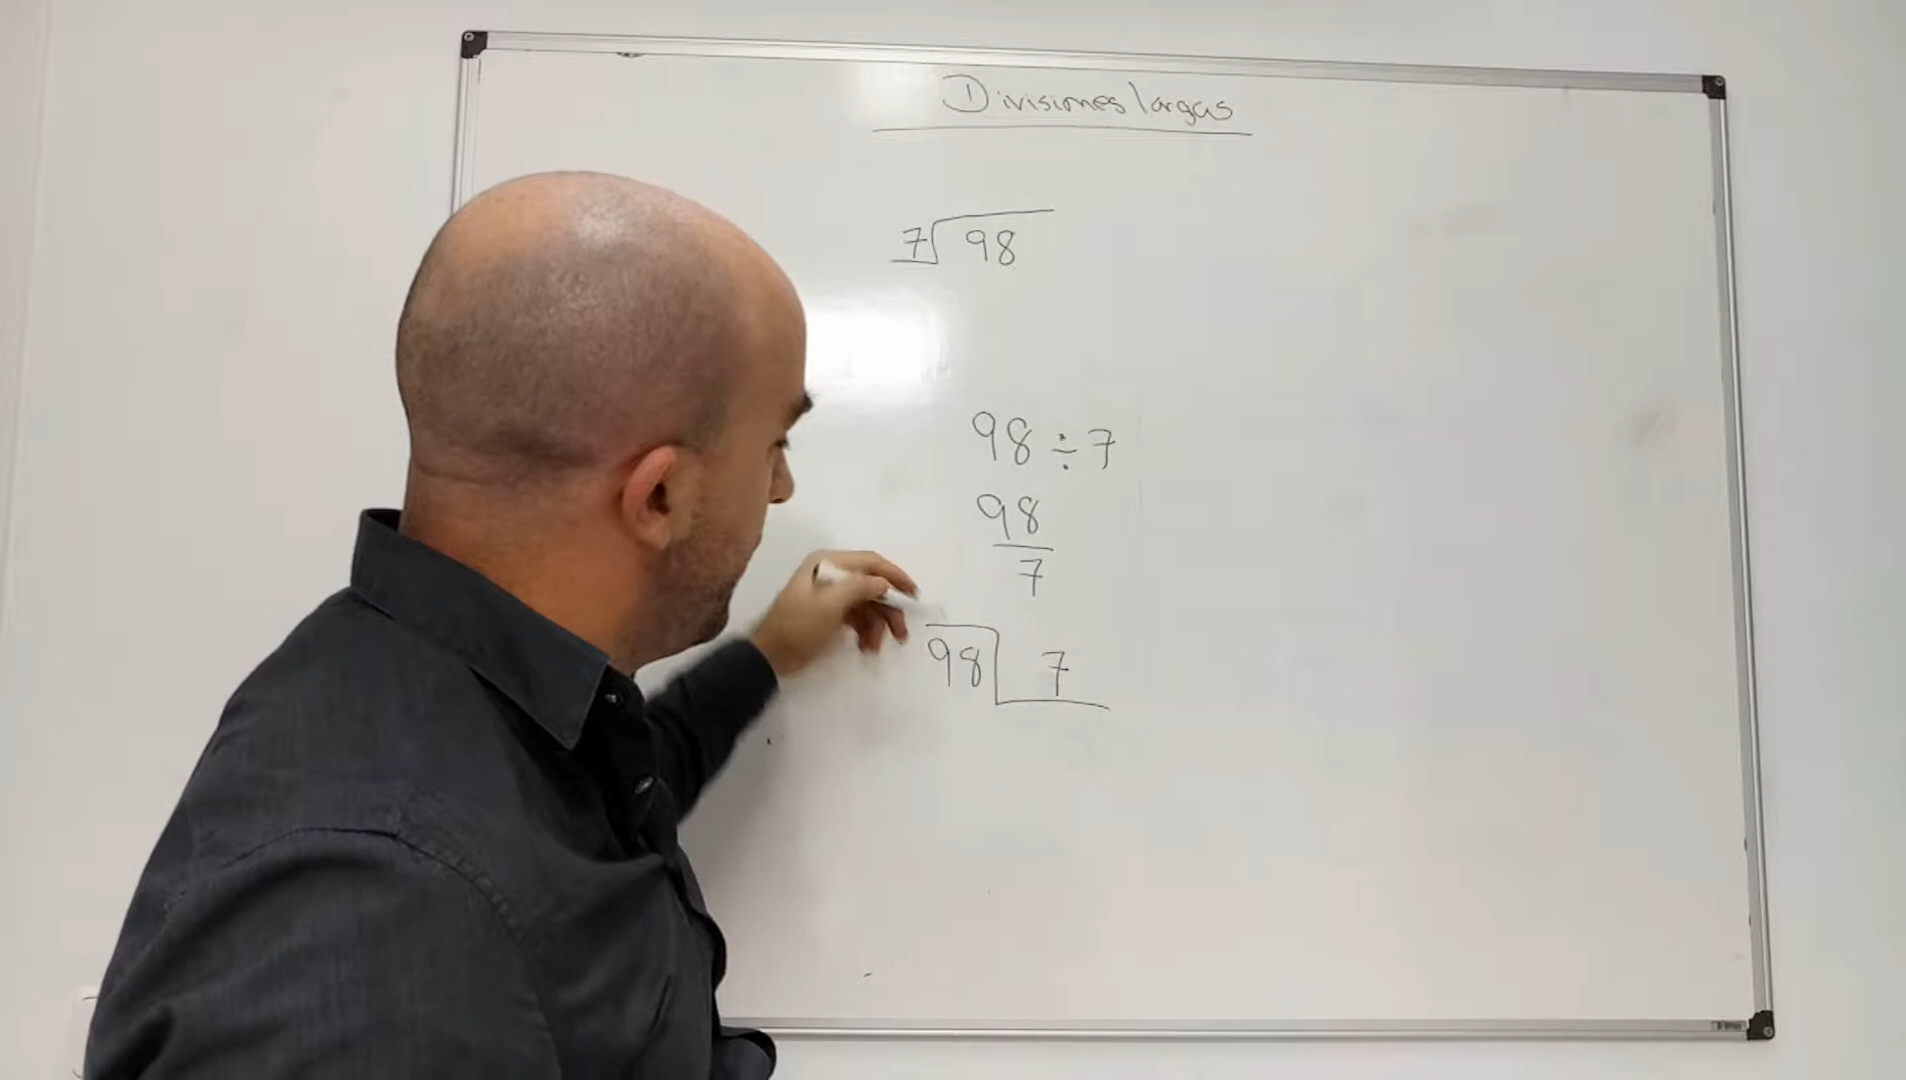 Divisiones largas
7 98
98 ÷ 7
98
7
98 7